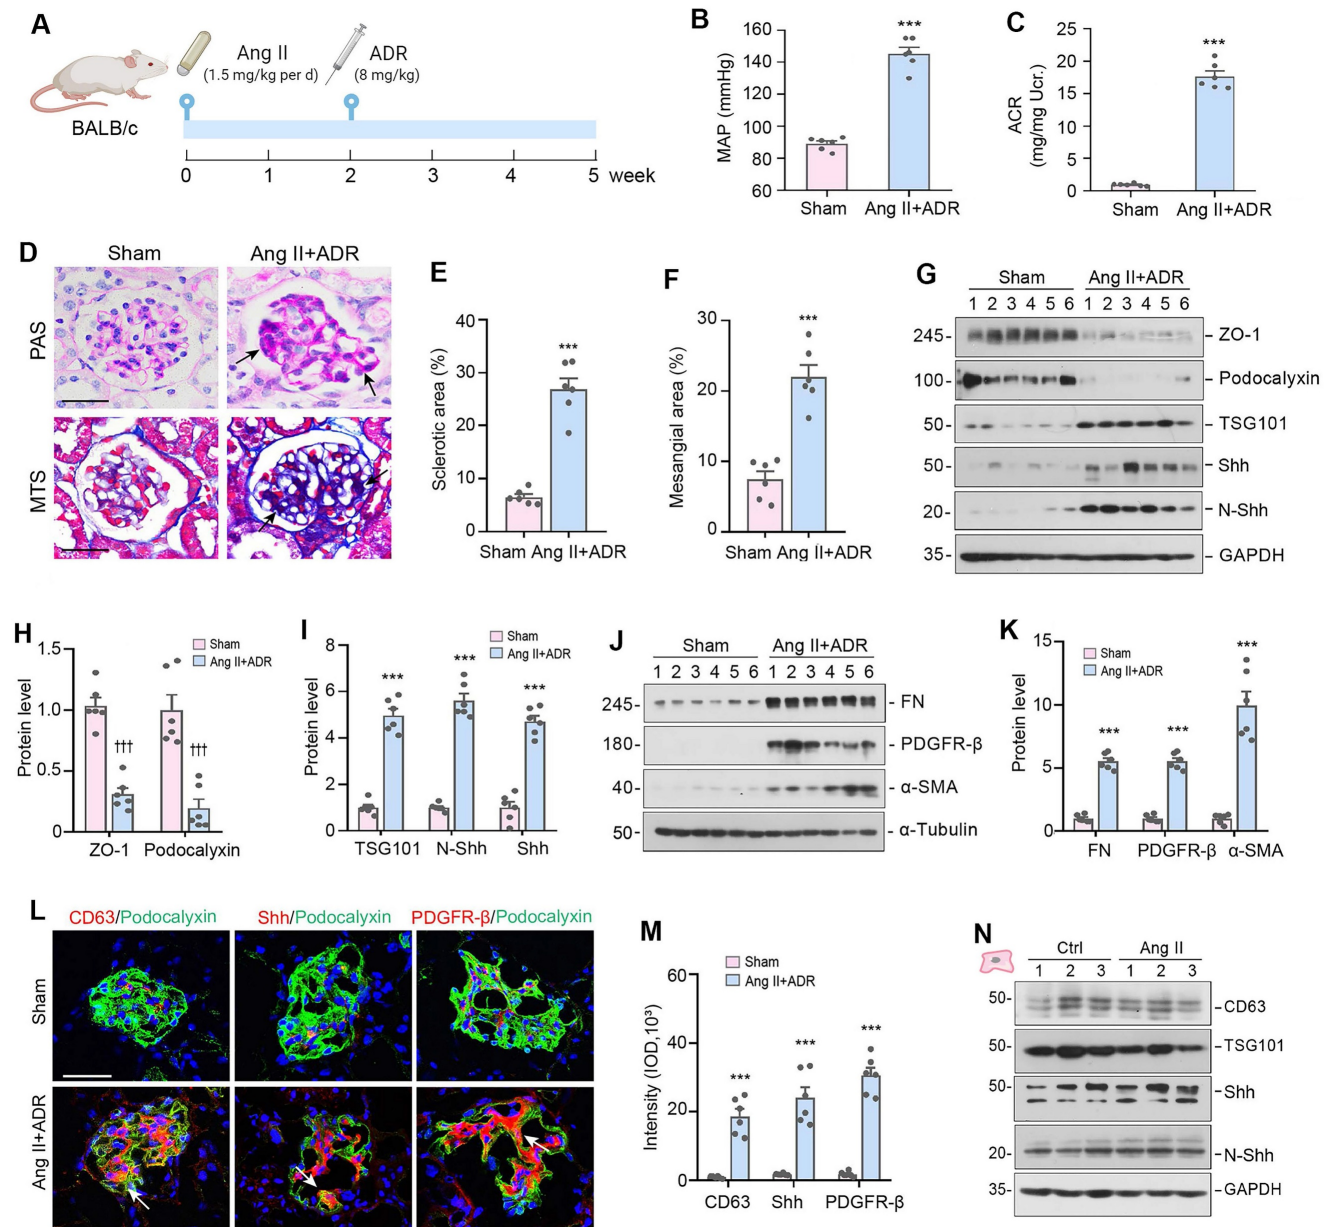 A
Ang II
(1.5 mg/kg per d)
ADR
(8 mg/kg)
BALB/c
0 1 2 3 4 5 week
B
MAP (mmHg)
160
140
120
100
80
60
***
Sham Ang II+ADR
C
ACR
(mg/mg Ucr.)
25
20
15
10
5
0
***
Sham Ang II+ADR
D
Sham Ang II+ADR
PAS
MTS
E
Sclerotic area (%)
40
30
20
10
0
***
Sham Ang II+ADR
F
Mesangial area (%)
30
20
10
0
***
Sham Ang II+ADR
G
Sham Ang II+ADR
1 2 3 4 5 6 1 2 3 4 5 6
245- - ZO-1
100- - Podocalyxin
50- - TSG101
50- - Shh
20- - N-Shh
35- - GAPDH
H
Protein level
Sham
Ang II+ADR
1.5
1.0
0.5
0
††† †††
ZO-1 Podocalyxin
I
Protein level
Sham
Ang II+ADR
8
6
4
2
0
*** *** ***
TSG101 N-Shh Shh
J
Sham Ang II+ADR
1 2 3 4 5 6 1 2 3 4 5 6
245- - FN
180- - PDGFR-β
40- - α-SMA
50- - α-Tubulin
K
Protein level
Sham
Ang II+ADR
15
10
5
0
*** *** ***
FN PDGFR-β α-SMA
L
CD63/Podocalyxin Shh/Podocalyxin PDGFR-β/Podocalyxin
Sham
Ang II+ADR
M
Intensity (IOD,10³)
Sham
Ang II+ADR
60
40
20
0
*** *** ***
CD63 Shh PDGFR-β
N
Ctrl Ang II
1 2 3 1 2 3
50- - CD63
50- - TSG101
50- - Shh
20- - N-Shh
35- - GAPDH